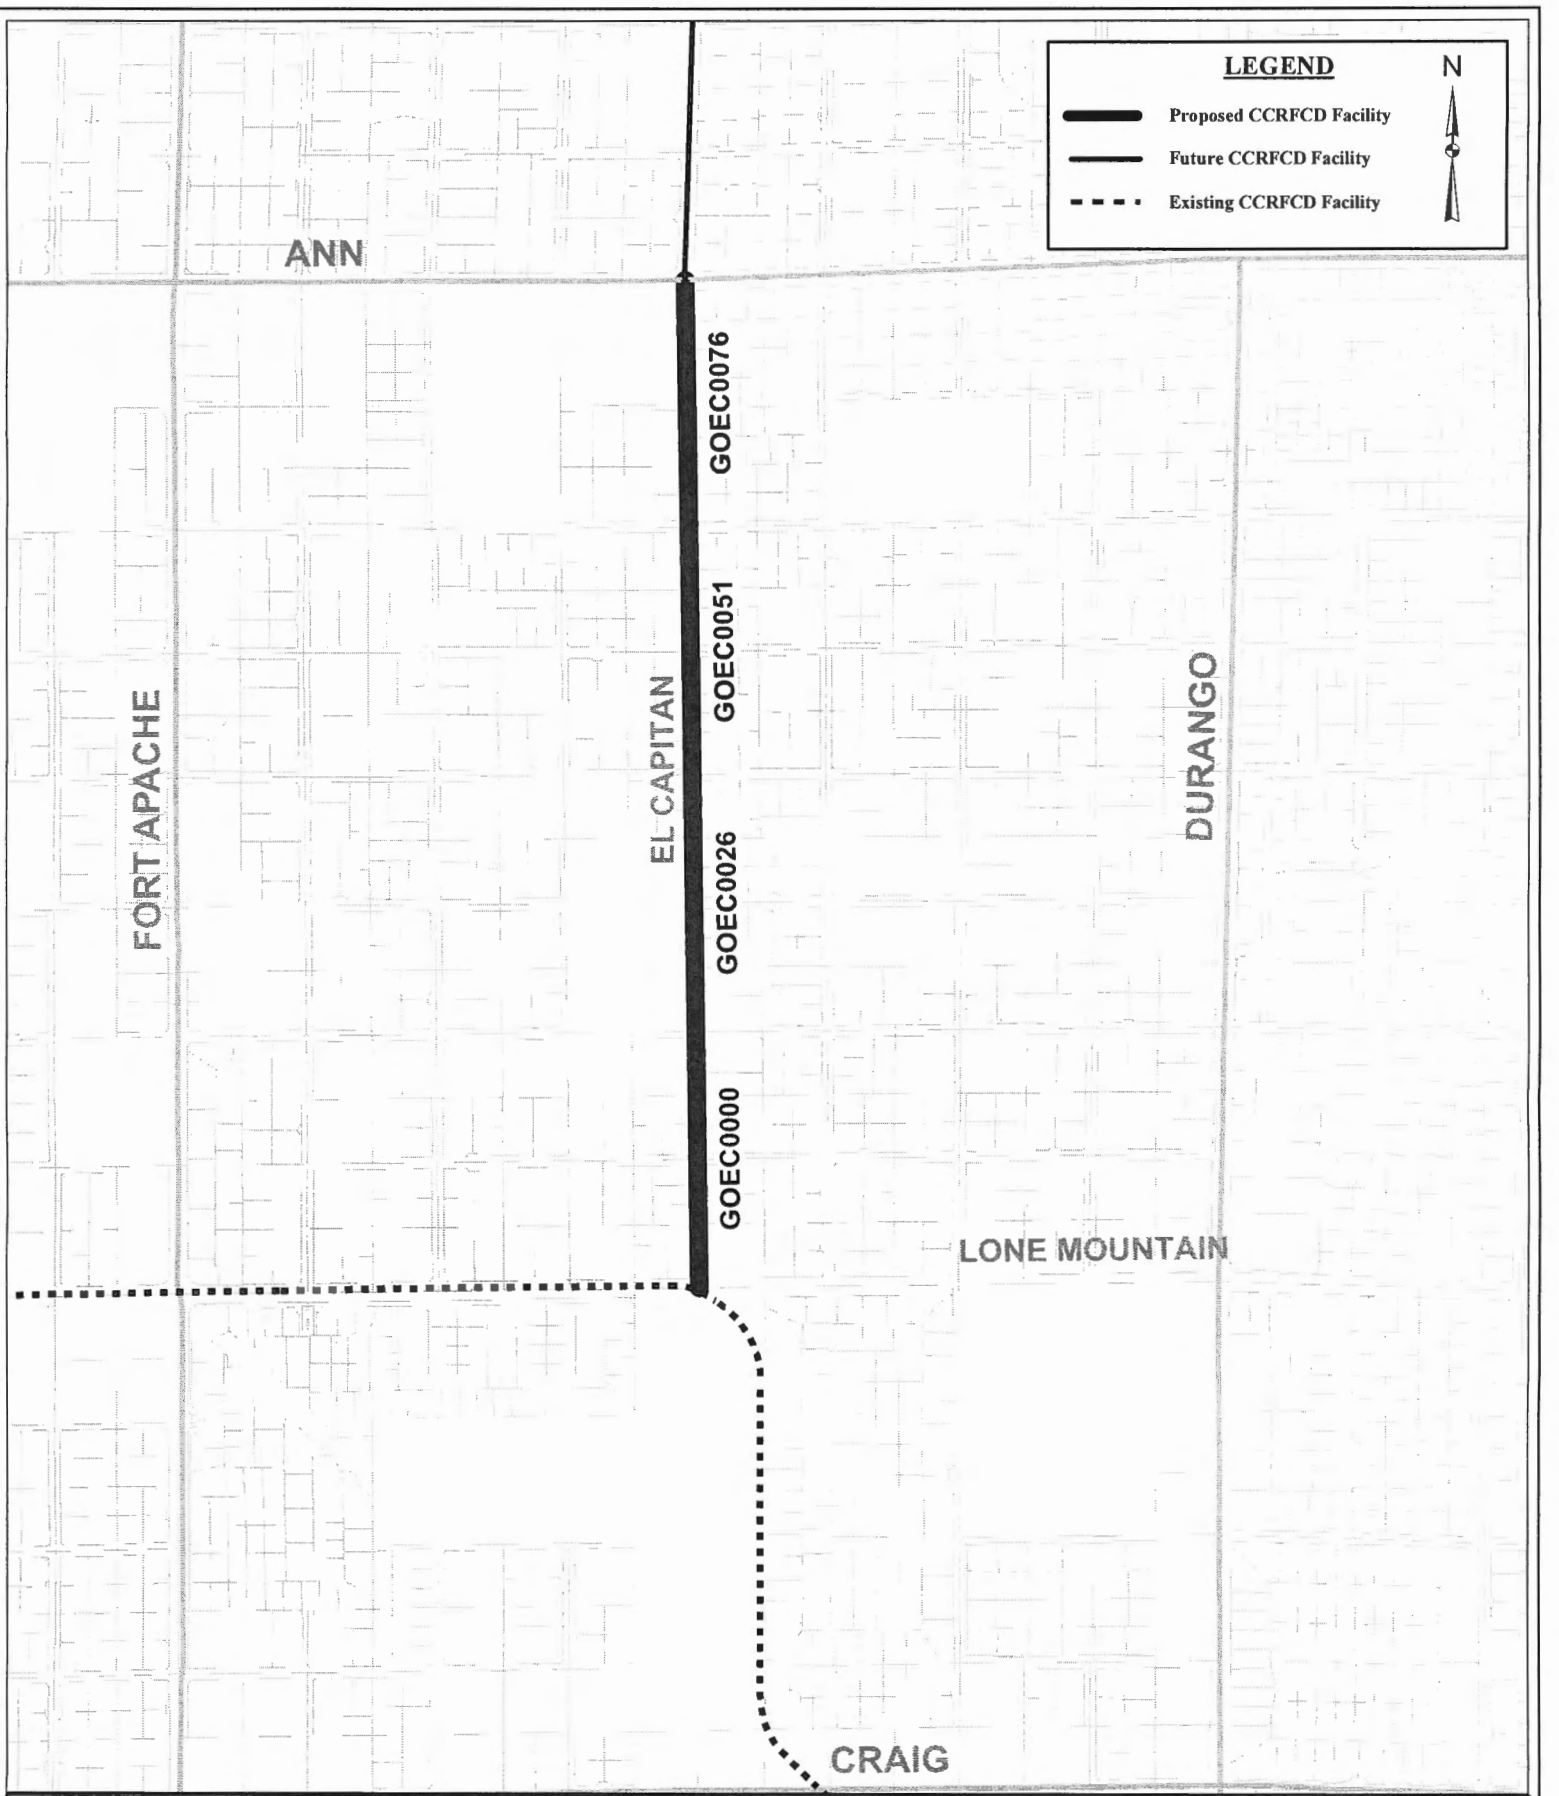 LEGEND
N
Proposed CCRFCD Facility
Future CCRFCD Facility
Existing CCRFCD Facility
ANN
GOEC0076
GOEC0051
FORT APACHE
EL CAPITAN
DURANGO
GOEC0026
GOEC0000
LONE MOUNTAIN
CRAIG